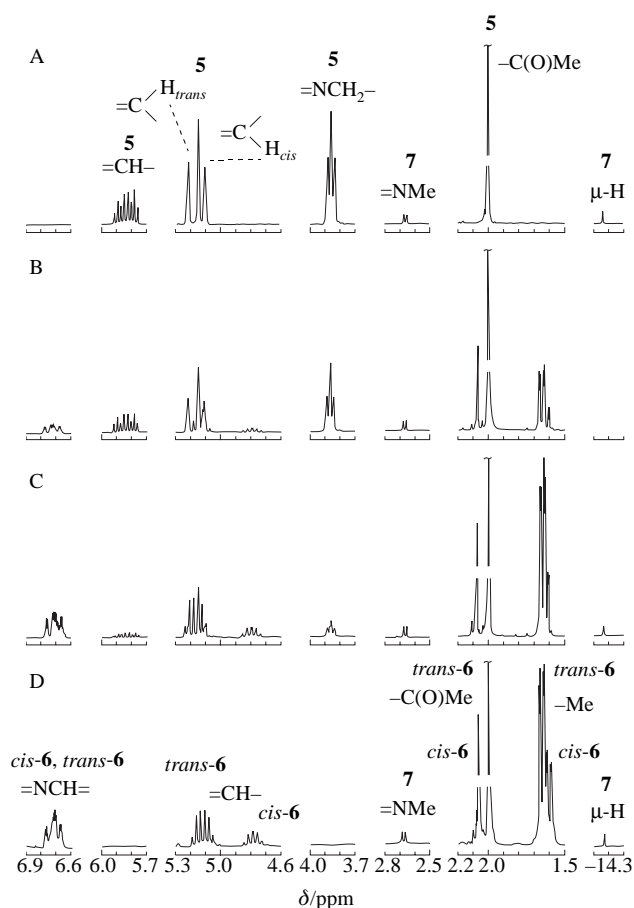 A
5
=CH–
=C
H_trans
5
=C
H_cis
5
=NCH₂–
7
=NMe
5
–C(O)Me
7
μ-H
B
C
D
cis-6, trans-6
=NCH=
trans-6
=CH–
cis-6
7
=NMe
trans-6
–C(O)Me
cis-6
trans-6
–Me
cis-6
7
μ-H
6.9 6.6 6.0 5.7 5.3 5.0 4.6 4.0 3.7 2.8 2.5 2.2 2.0 1.5 –14.3
δ/ppm